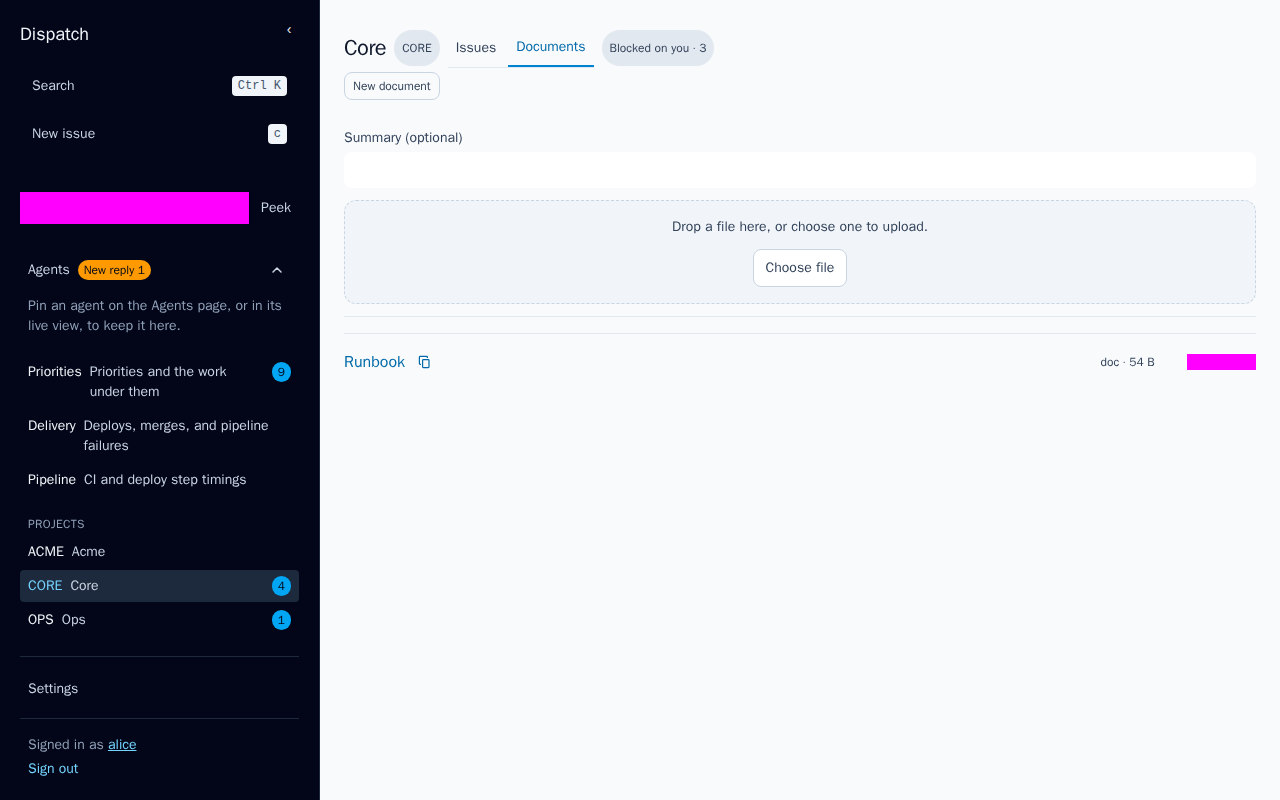 Dispatch
Search
Ctrl K
New issue
C
Peek
Agents
New reply 1
Pin an agent on the Agents page, or in its
live view, to keep it here.
Priorities
Priorities and the work
under them
9
Delivery
Deploys, merges, and pipeline
failures
Pipeline
CI and deploy step timings
PROJECTS
ACME Acme
CORE Core
4
OPS Ops
1
Settings
Signed in as alice
Sign out
Core
CORE
Issues
Documents
Blocked on you · 3
New document
Summary (optional)
Drop a file here, or choose one to upload.
Choose file
Runbook
doc · 54 B